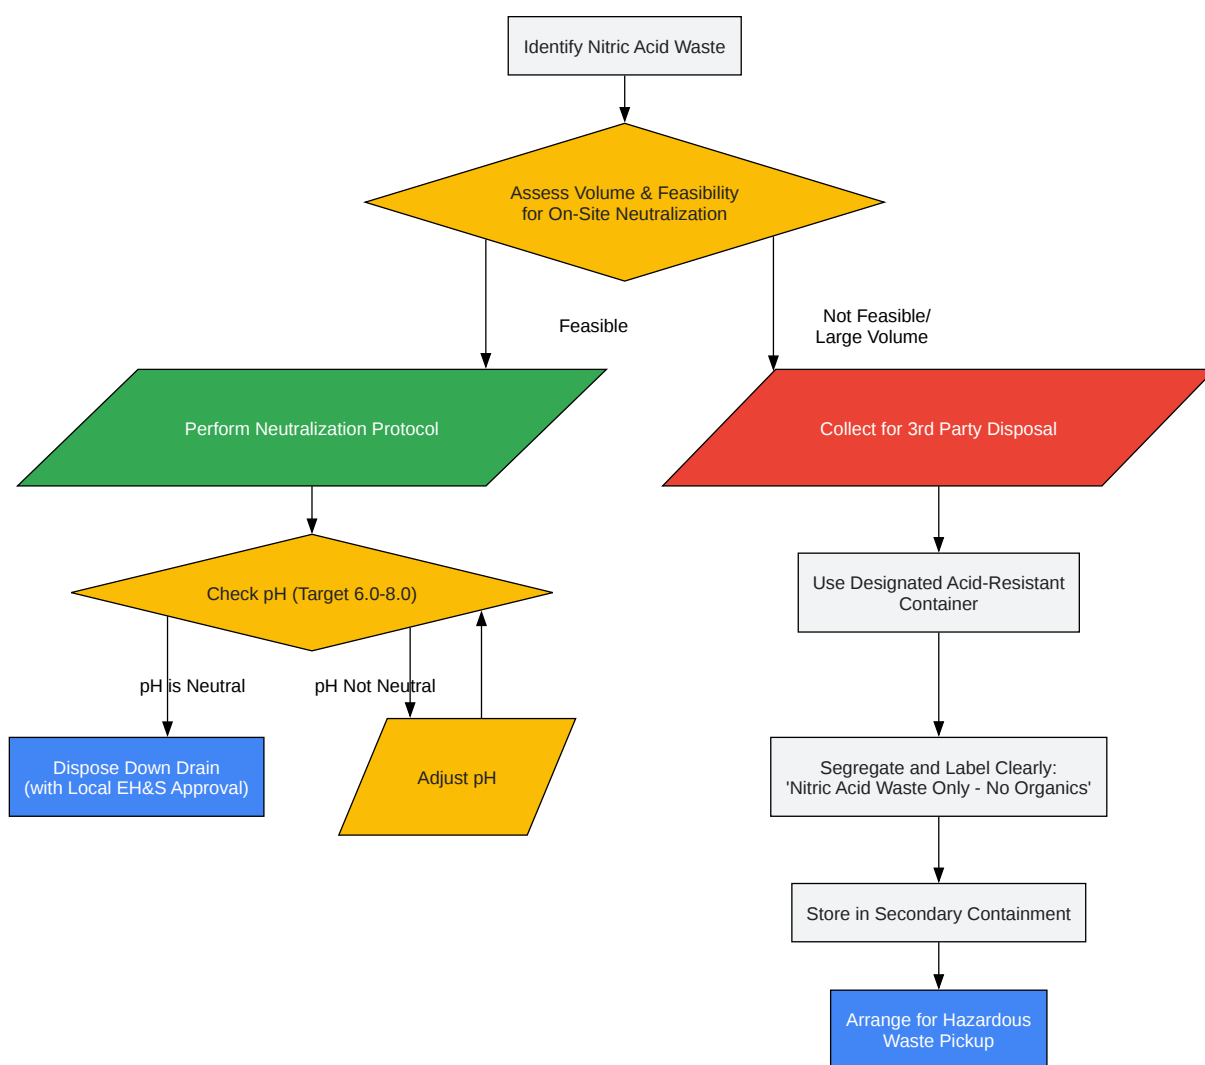 Identify Nitric Acid Waste
Assess Volume & Feasibility
for On-Site Neutralization
Feasible
Not Feasible/
Large Volume
Perform Neutralization Protocol
Collect for 3rd Party Disposal
Check pH (Target 6.0-8.0)
Use Designated Acid-Resistant
Container
pH is Neutral
pH Not Neutral
Dispose Down Drain
(with Local EH&S Approval)
Adjust pH
Segregate and Label Clearly:
'Nitric Acid Waste Only - No Organics'
Store in Secondary Containment
Arrange for Hazardous
Waste Pickup